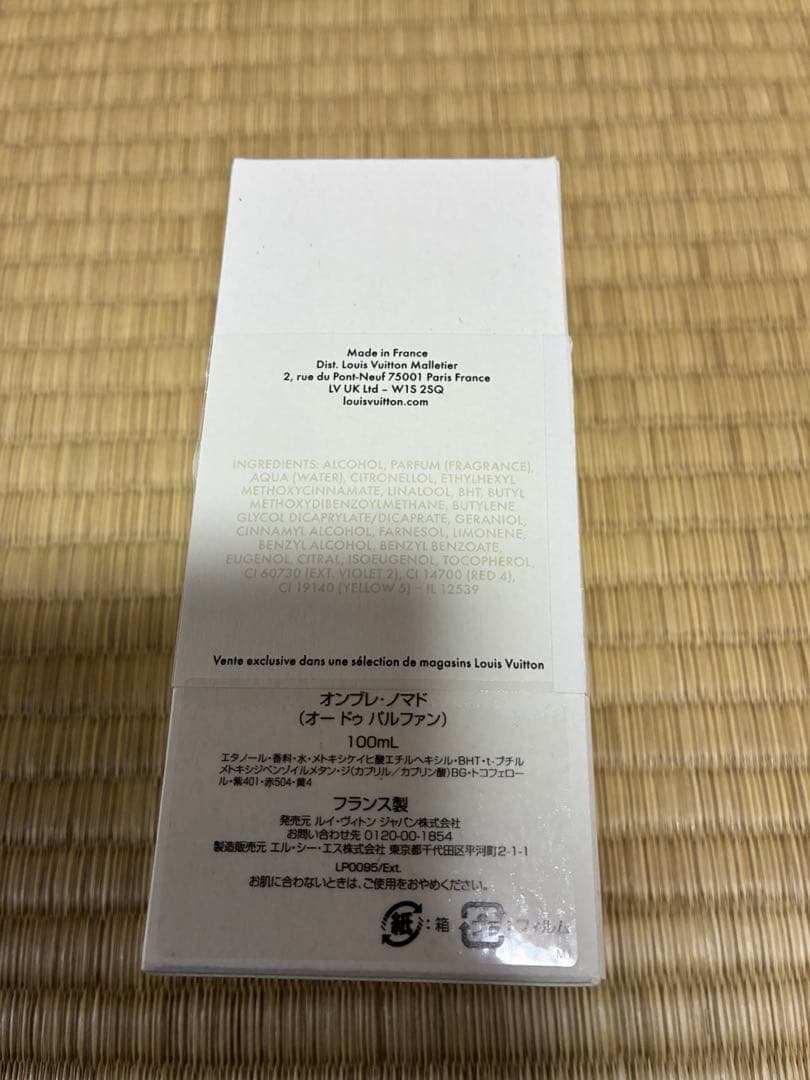 Made in France
Dist. Louis Vuitton Malletier
2, rue du Pont-Neuf 75001 Paris France
LV UK Ltd – W1S 2SQ
louisvuitton.com
INGREDIENTS: ALCOHOL, PARFUM (FRAGRANCE),
AQUA (WATER), CITRONELLOL, ETHYLHEXYL
METHOXYCINNAMATE, LINALOOL, BHT, BUTYL
METHOXYDIBENZOYLMETHANE, BUTYLENE
GLYCOL DICAPRYLATE/DICAPRATE, GERANIOL,
CINNAMYL ALCOHOL, FARNESOL, LIMONENE,
BENZYL ALCOHOL, BENZYL BENZOATE,
EUGENOL, CITRAL, ISOEUGENOL, TOCOPHEROL,
CI 60730 (EXT. VIOLET 2), CI 14700 (RED 4),
CI 19140 (YELLOW 5) – IL 12539
Vente exclusive dans une sélection de magasins Louis Vuitton
オンブレ・ノマド
(オー ドゥ パルファン)
100mL
エタノール・香料・水・メトキシケイヒ酸エチルヘキシル・BHT・t-ブチル
メトキシジベンゾイルメタン・ジ(カプリル/カプリン酸)BG・トコフェロー
ル・紫401・赤504・黄4
フランス製
発売元 ルイ・ヴィトン ジャパン株式会社
お問い合わせ先 0120-00-1854
製造販売元 エル・シー・エス株式会社 東京都千代田区平河町2-1-1
LP0095/Ext.
お肌に合わないときは、ご使用をおやめください。
紙:箱 プラ:フィルム
M1